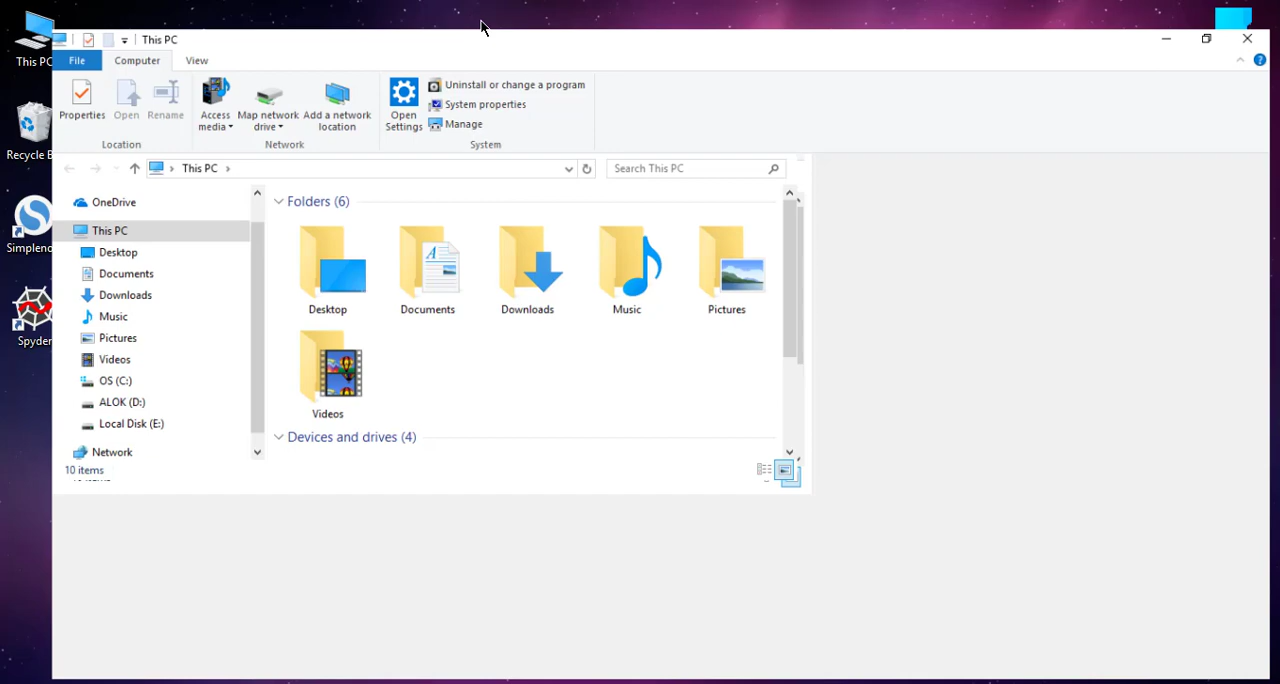 This PC
Recycle B
Simpleno
Spyder
This PC
File
Computer
View
Properties
Open
Rename
Location
Access
media
Map network
drive
Add a network
location
Network
Open
Settings
Uninstall or change a program
System properties
Manage
System
This PC
Search This PC
OneDrive
This PC
Desktop
Documents
Downloads
Music
Pictures
Videos
OS (C:)
ALOK (D:)
Local Disk (E:)
Network
10 items
Folders (6)
Desktop
Documents
Downloads
Music
Pictures
Videos
Devices and drives (4)